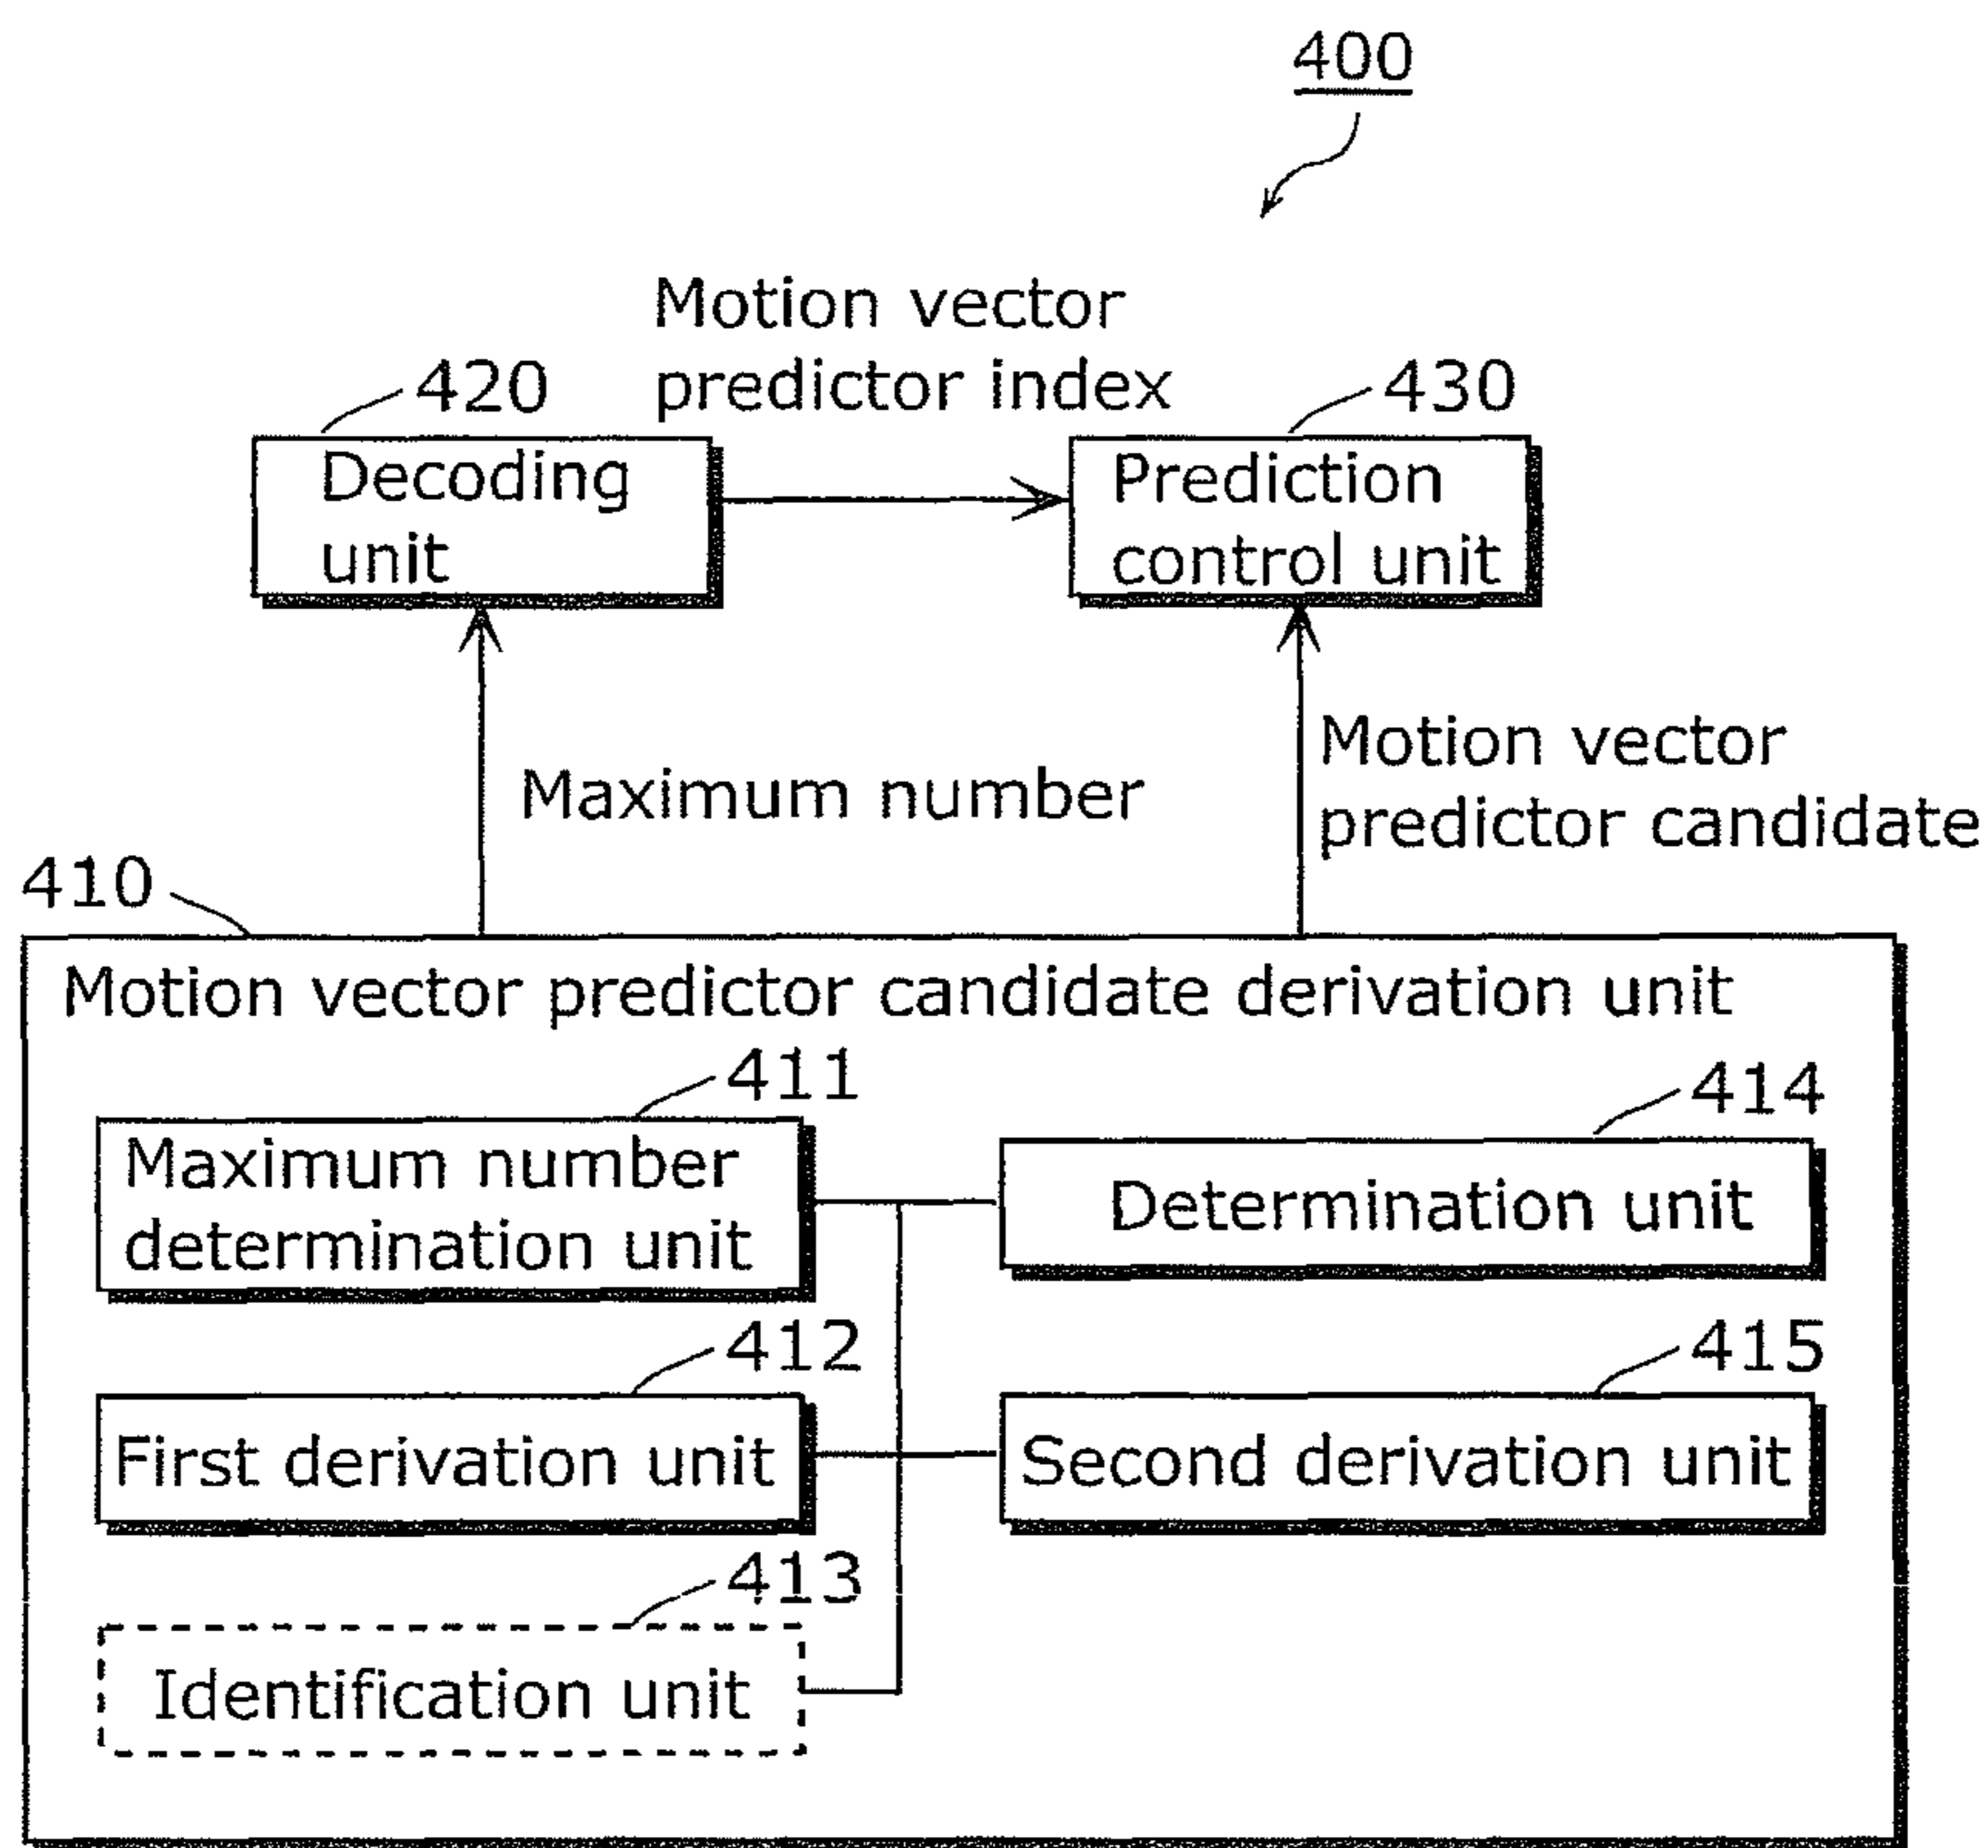 400
Motion vector
predictor index
420
430
Decoding
unit
Prediction
control unit
Maximum number
Motion vector
predictor candidate
410
Motion vector predictor candidate derivation unit
411
414
Maximum number
determination unit
Determination unit
412
415
First derivation unit
Second derivation unit
413
Identification unit